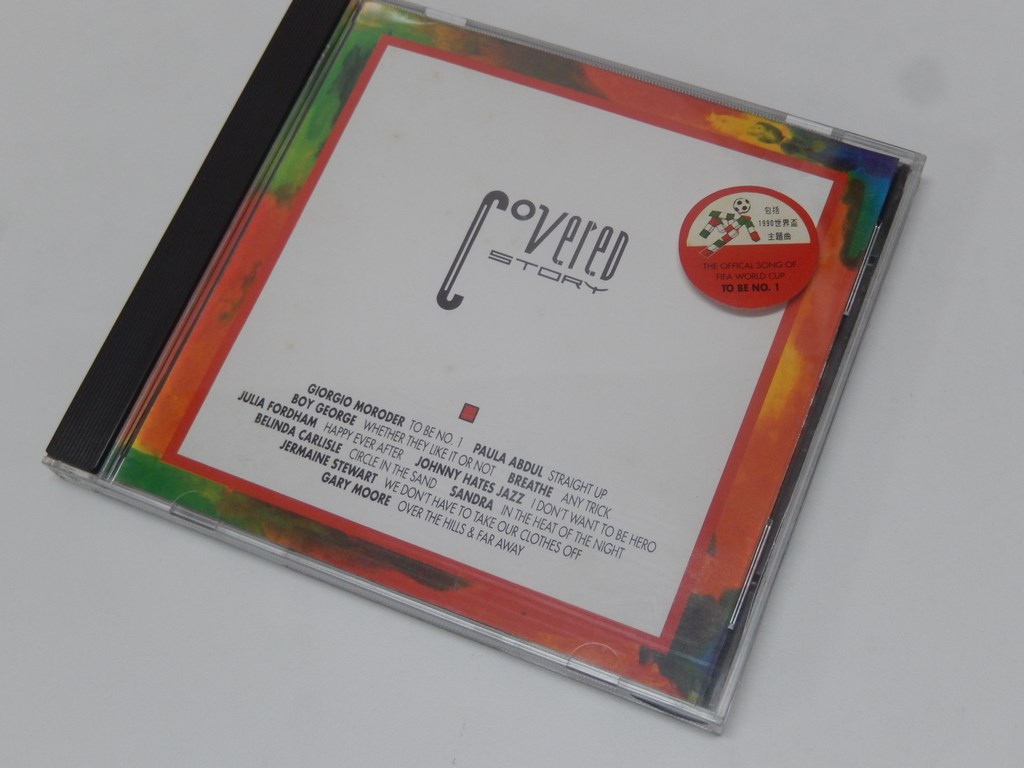 Covered
STORY
包括
1990世界盃
主題曲
THE OFFICAL SONG OF
FIFA WORLD CUP
TO BE NO. 1
GIORGIO MORODER TO BE NO. 1 PAULA ABDUL STRAIGHT UP
BOY GEORGE WHETHER THEY LIKE IT OR NOT BREATHE ANY TRICK
JULIA FORDHAM HAPPY EVER AFTER JOHNNY HATES JAZZ I DON'T WANT TO BE HERO
BELINDA CARLISLE CIRCLE IN THE SAND SANDRA IN THE HEAT OF THE NIGHT
JERMAINE STEWART WE DON'T HAVE TO TAKE OUR CLOTHES OFF
GARY MOORE OVER THE HILLS & FAR AWAY